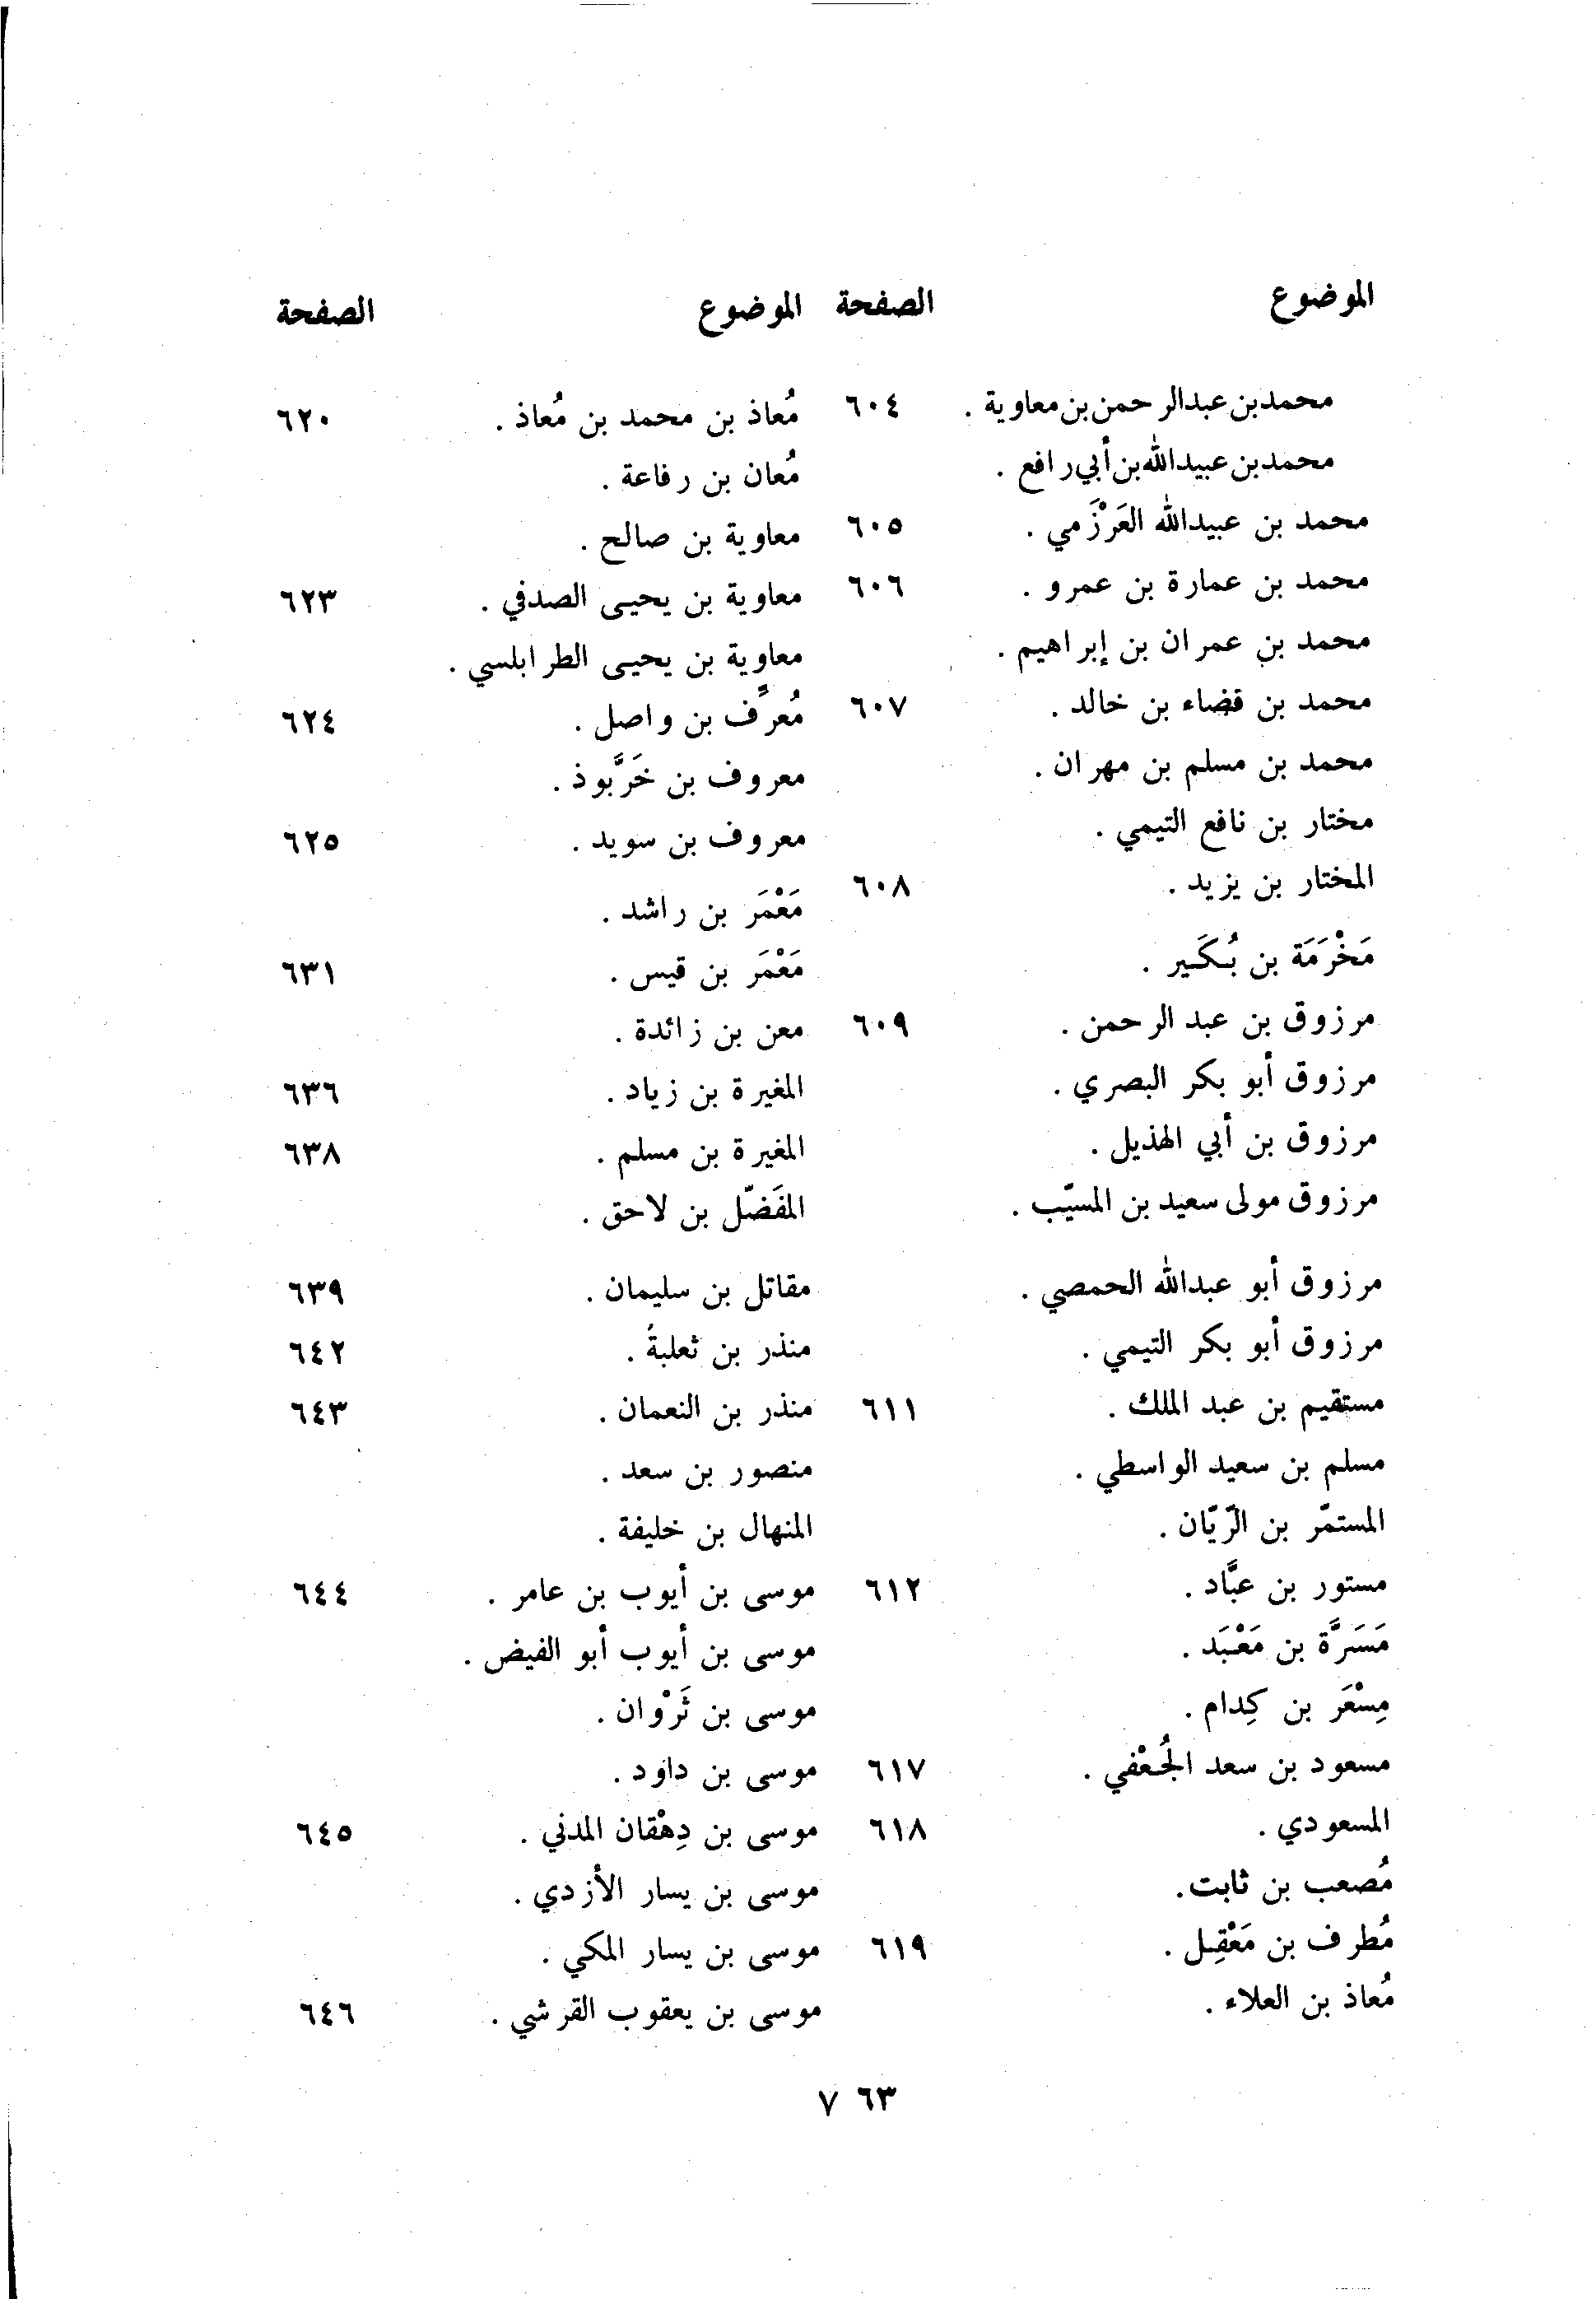 الموضوع الصفحة
محمد بن عبد الرحمن بن معاوية . ٦٠٤
محمد بن عبيدالله بن أبي رافع .
محمد بن عبيدالله العَرْزَمي . ٦٠٥
محمد بن عمارة بن عمرو . ٦٠٦
محمد بن عمران بن إبراهيم .
محمد بن قضاء بن خالد . ٦٠٧
محمد بن مسلم بن مهران .
مختار بن نافع التيمي .
المختار بن يزيد . ٦٠٨
مَخْرَمَة بن بُكَير .
مرزوق بن عبد الرحمن . ٦٠٩
مرزوق أبو بكر البصري .
مرزوق بن أبي الهذيل .
مرزوق مولى سعيد بن المسيّب .
مرزوق أبو عبدالله الحمصي .
مرزوق أبو بكر التيمي .
مستقيم بن عبد الملك . ٦١١
مسلم بن سعيد الواسطي .
المستمّر بن الرّيّان .
مستور بن عبَّاد . ٦١٢
مَسَرَّة بن مَعْبَد .
مِسْعَر بن كِدام .
مسعود بن سعد الجُعْفي . ٦١٧
المسعودي . ٦١٨
مُصعب بن ثابت .
مُطرف بن مَعْقِل . ٦١٩
مُعاذ بن العلاء .
الموضوع الصفحة
مُعاذ بن محمد بن مُعاذ . ٦٢٠
مُعان بن رفاعة .
معاوية بن صالح .
معاوية بن يحيى الصدفي . ٦٢٣
معاوية بن يحيى الطرابلسي .
مُعرِّف بن واصل . ٦٢٤
معروف بن خَرَّبوذ .
معروف بن سويد . ٦٢٥
مَعْمَر بن راشد .
مَعْمَر بن قيس . ٦٣١
معن بن زائدة .
المغيرة بن زياد . ٦٣٦
المغيرة بن مسلم . ٦٣٨
المفَضّل بن لاحق .
مقاتل بن سليمان . ٦٣٩
منذر بن ثعلبة . ٦٤٢
منذر بن النعمان . ٦٤٣
منصور بن سعد .
المنهال بن خليفة .
موسى بن أيوب بن عامر . ٦٤٤
موسى بن أيوب أبو الفيض .
موسى بن ثَرْوان .
موسى بن داود .
موسى بن دِهْقان المدني . ٦٤٥
موسى بن يسار الأزدي .
موسى بن يسار المكي .
موسى بن يعقوب القرشي . ٦٤٦
٧ ٦٣